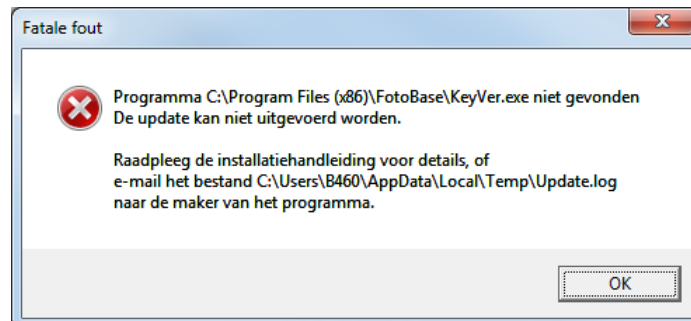 Fatale fout
Programma C:\Program Files (x86)\FotoBase\KeyVer.exe niet gevonden
De update kan niet uitgevoerd worden.
Raadpleeg de installatiehandleiding voor details, of
e-mail het bestand C:\Users\B460\AppData\Local\Temp\Update.log
naar de maker van het programma.
OK